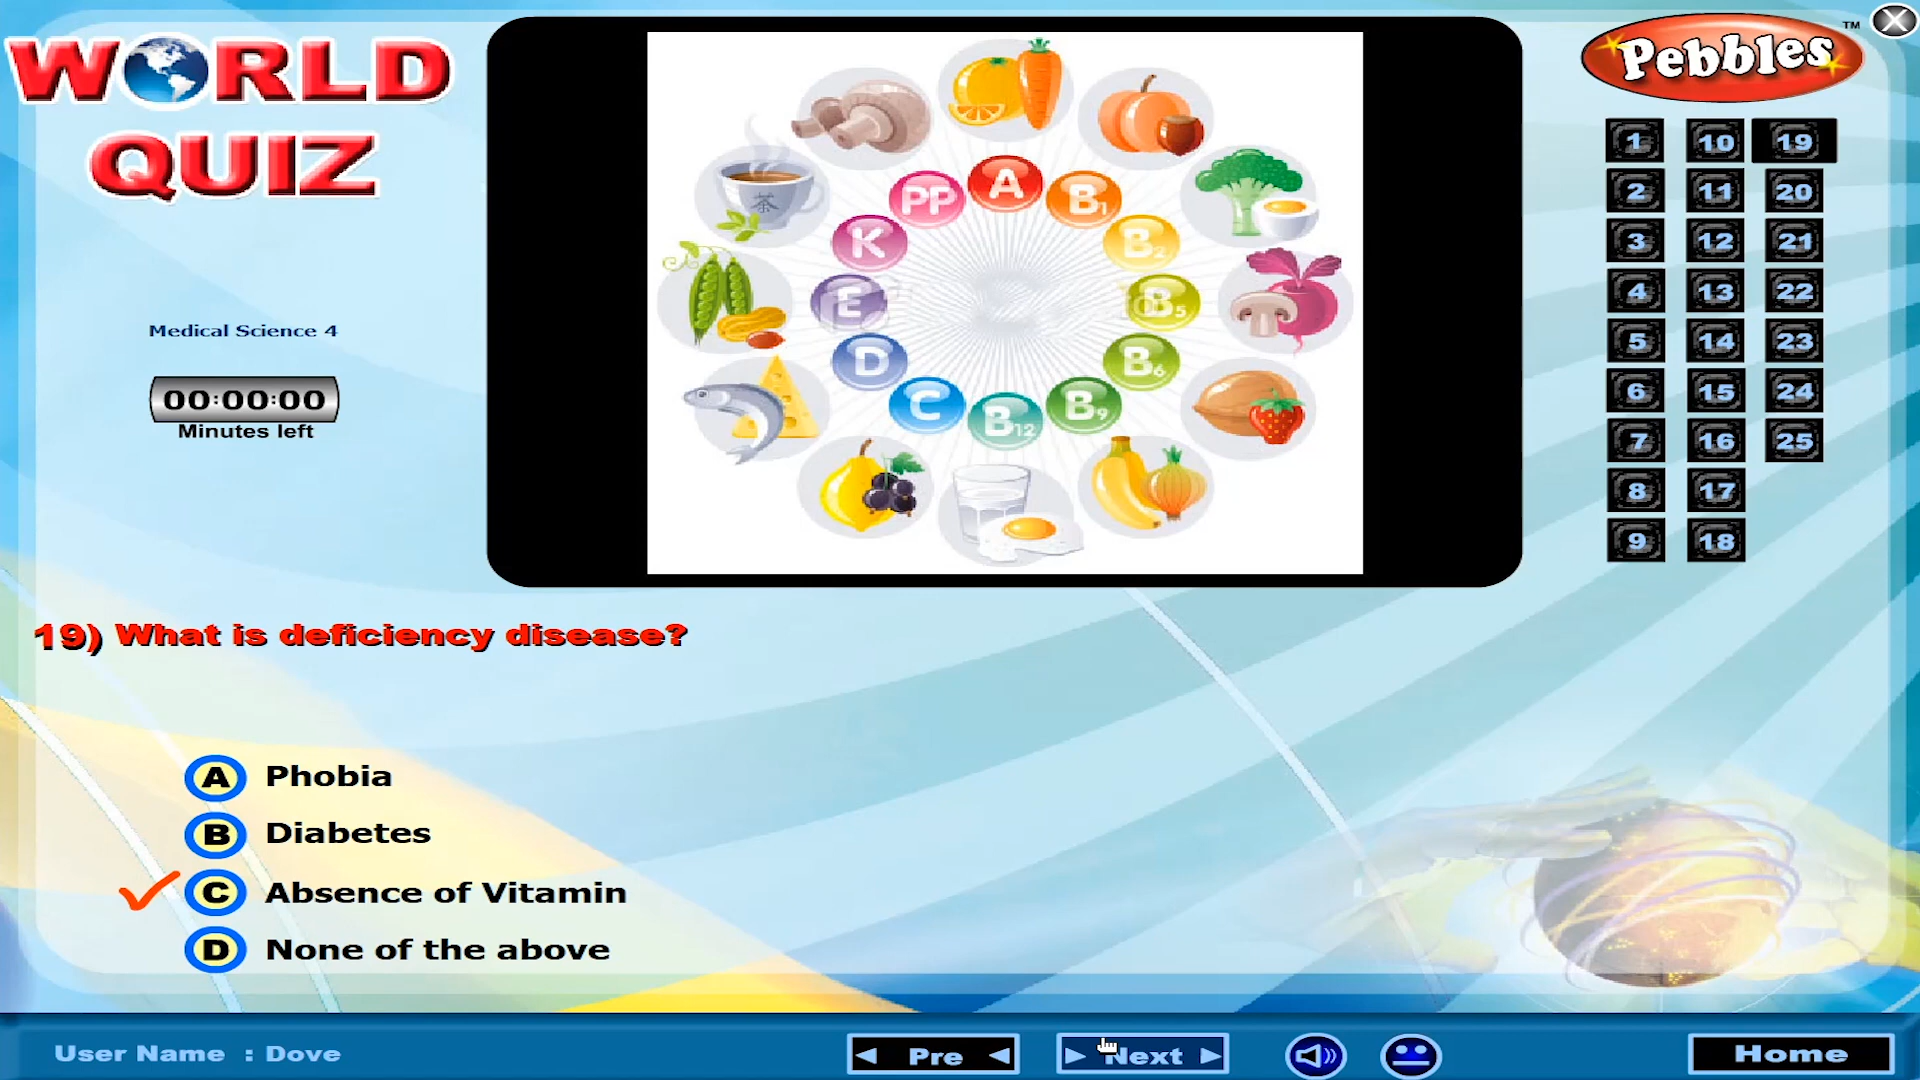 WORLD
QUIZ
Medical Science 4
00:00:00
Minutes left
A
B1
B2
B5
B6
B9
B12
C
D
E
K
PP
茶
Pebbles™
1 10 19
2 11 20
3 12 21
4 13 22
5 14 23
6 15 24
7 16 25
8 17
9 18
19) What is deficiency disease?
A Phobia
B Diabetes
C Absence of Vitamin
D None of the above
User Name : Dove
Pre
Next
Home